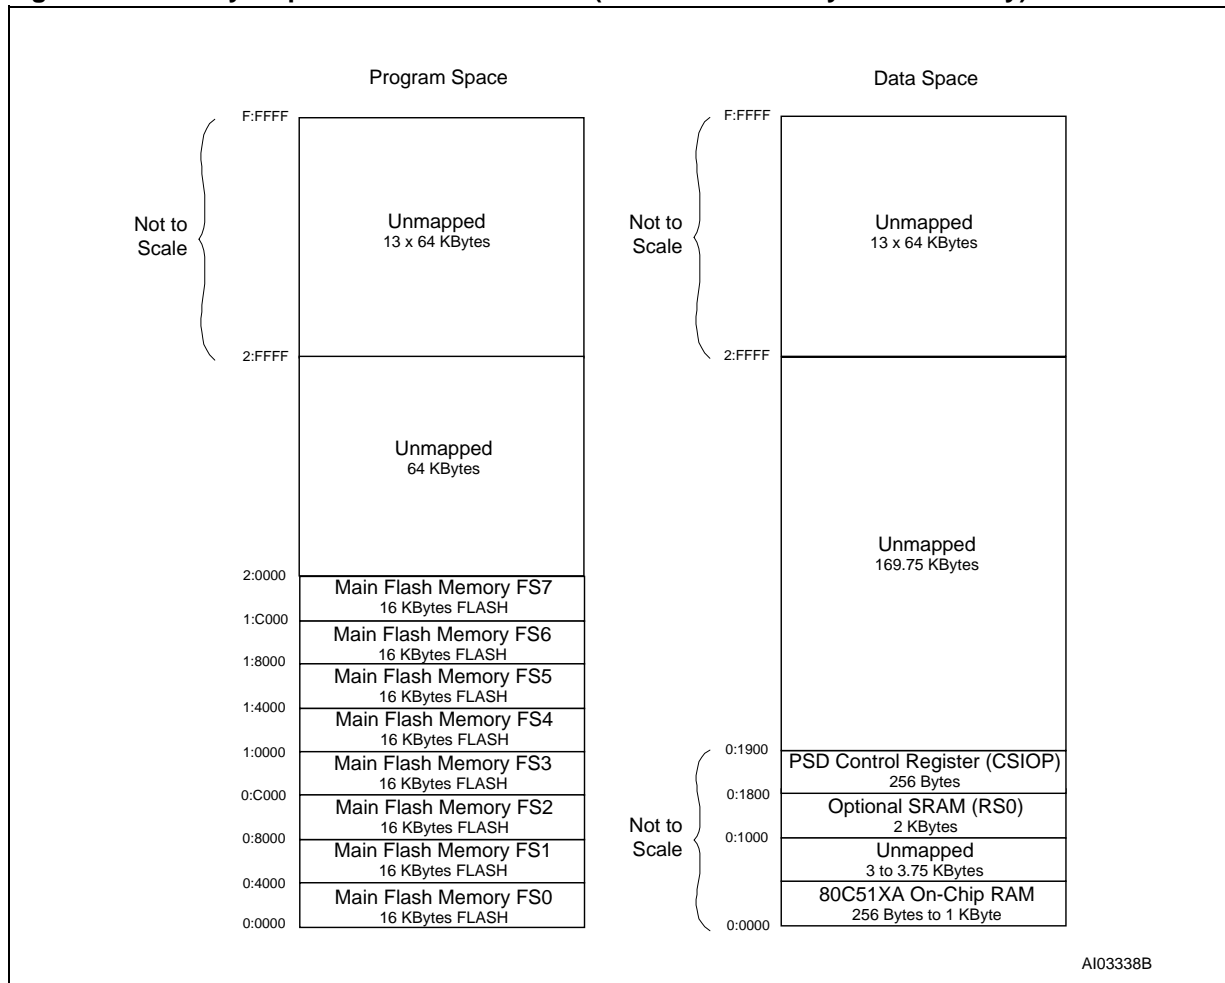 Program Space
F:FFFF
Not to
Scale
Unmapped
13 x 64 KBytes
2:FFFF
Unmapped
64 KBytes
2:0000
Main Flash Memory FS7
16 KBytes FLASH
1:C000
Main Flash Memory FS6
16 KBytes FLASH
1:8000
Main Flash Memory FS5
16 KBytes FLASH
1:4000
Main Flash Memory FS4
16 KBytes FLASH
1:0000
Main Flash Memory FS3
16 KBytes FLASH
0:C000
Main Flash Memory FS2
16 KBytes FLASH
0:8000
Main Flash Memory FS1
16 KBytes FLASH
0:4000
Main Flash Memory FS0
16 KBytes FLASH
0:0000
Data Space
F:FFFF
Not to
Scale
Unmapped
13 x 64 KBytes
2:FFFF
Unmapped
169.75 KBytes
0:1900
PSD Control Register (CSIOP)
256 Bytes
0:1800
Optional SRAM (RS0)
2 KBytes
Not to
Scale
0:1000
Unmapped
3 to 3.75 KBytes
80C51XA On-Chip RAM
256 Bytes to 1 KByte
0:0000
AI03338B